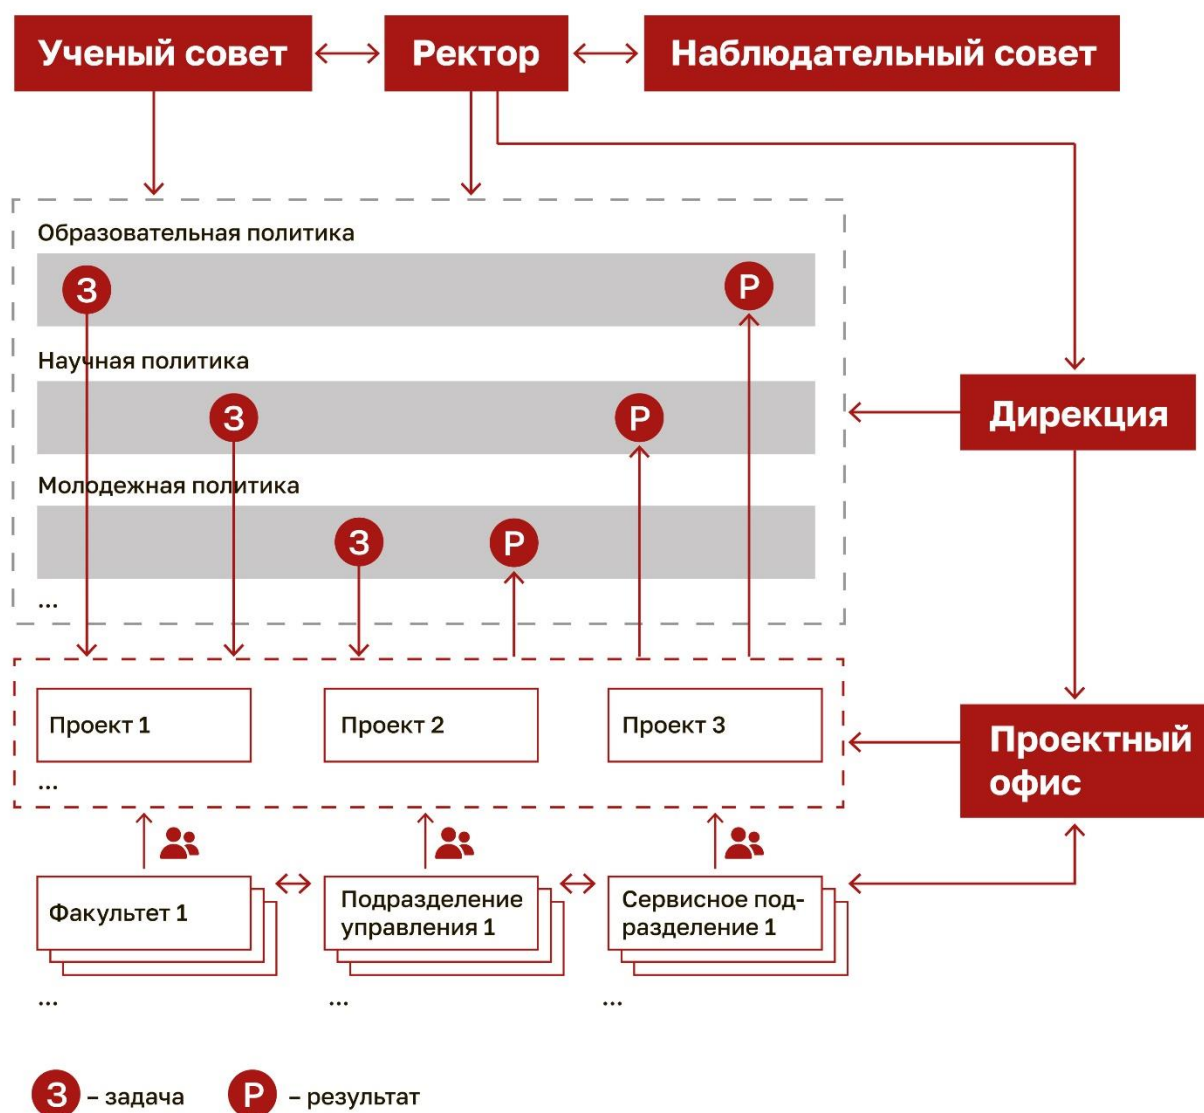 Ученый совет
Ректор
Наблюдательный совет
Образовательная политика
З
Р
Научная политика
З
Р
Дирекция
Молодежная политика
З
Р
...
Проект 1
Проект 2
Проект 3
...
Проектный
офис
Факультет 1
Подразделение
управления 1
Сервисное под-
разделение 1
...
...
...
З – задача
Р – результат